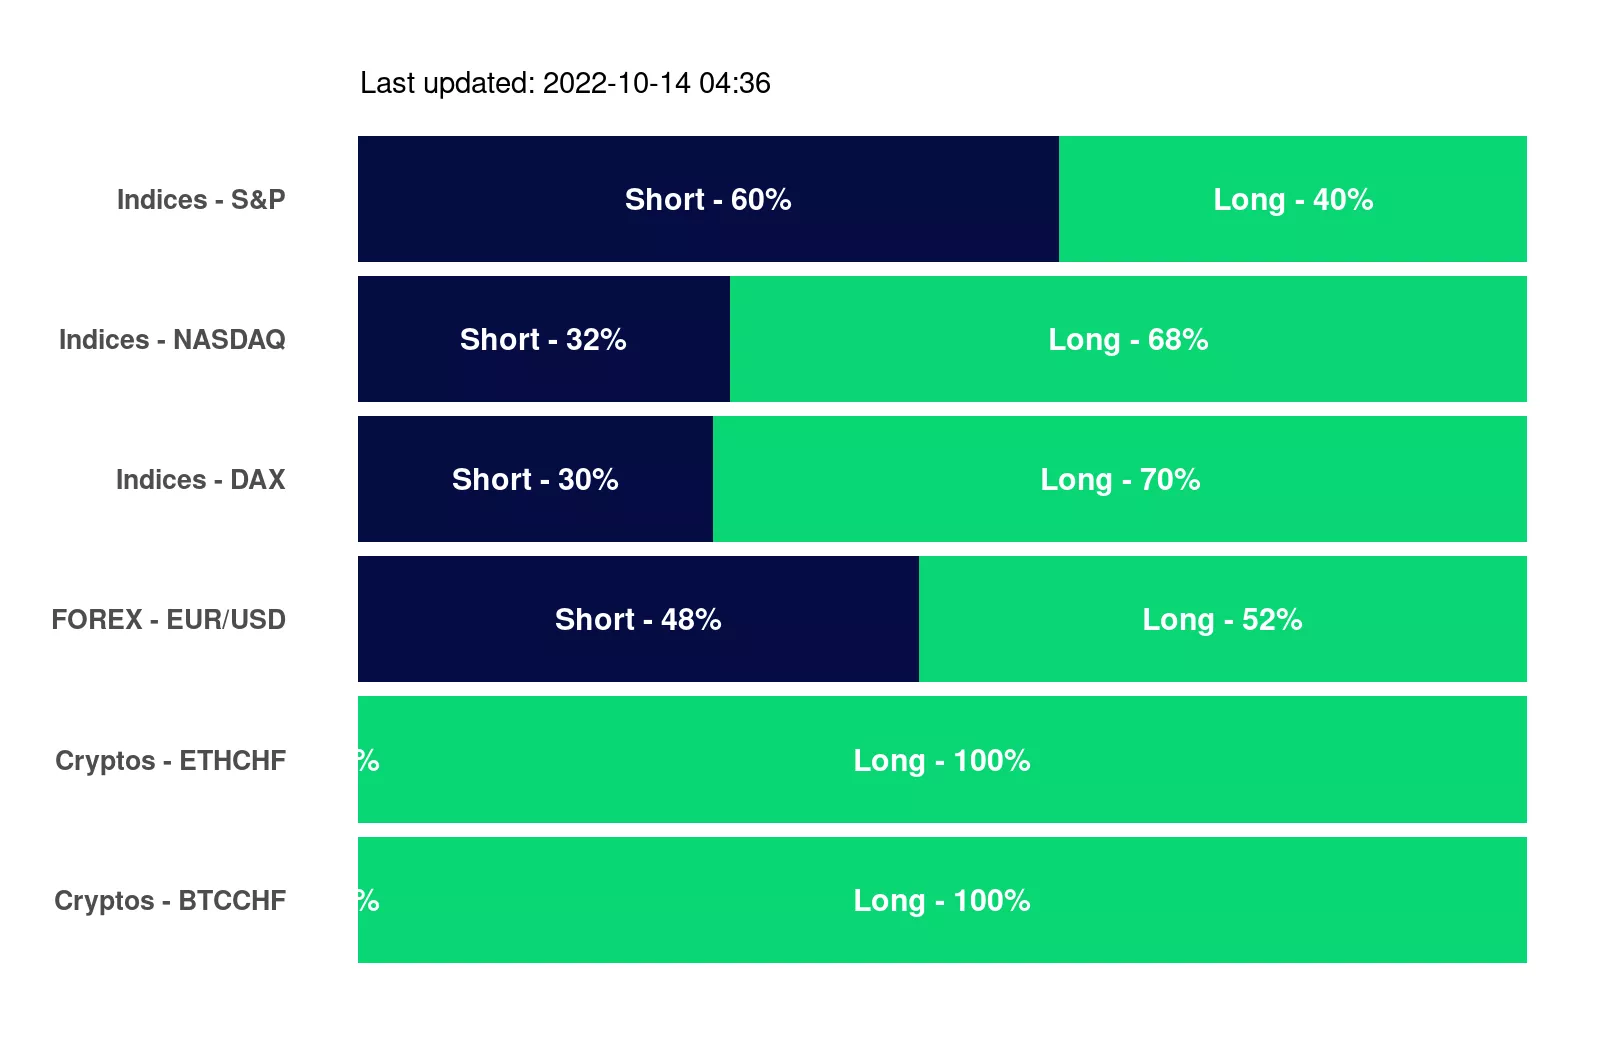 Last updated: 2022-10-14 04:36
Indices - S&P Short - 60% Long - 40%
Indices - NASDAQ Short - 32% Long - 68%
Indices - DAX Short - 30% Long - 70%
FOREX - EUR/USD Short - 48% Long - 52%
Cryptos - ETHCHF % Long - 100%
Cryptos - BTCCHF % Long - 100%